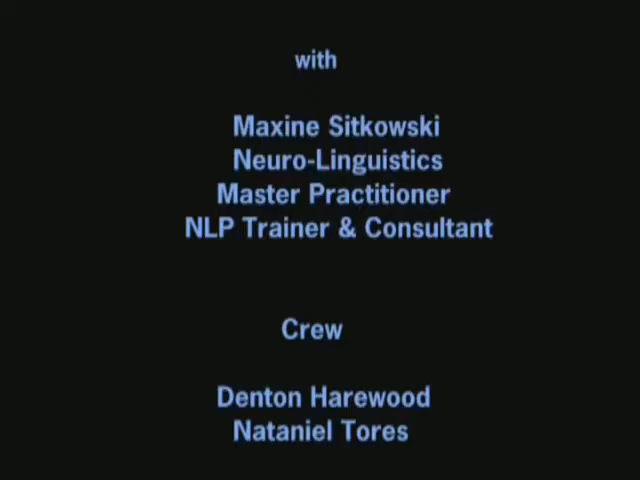 with
Maxine Sitkowski
Neuro-Linguistics
Master Practitioner
NLP Trainer & Consultant
Crew
Denton Harewood
Nataniel Tores